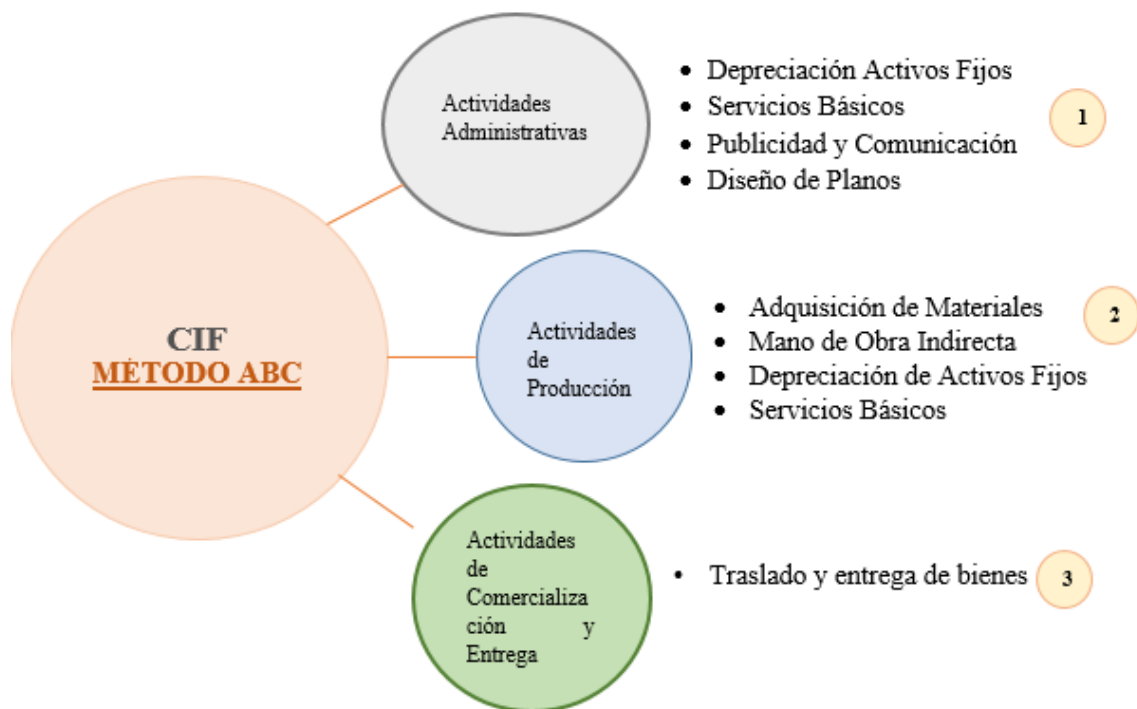 Actividades
Administrativas
• Depreciación Activos Fijos
• Servicios Básicos
• Publicidad y Comunicación
• Diseño de Planos
1
CIF
MÉTODO ABC
Actividades
de
Producción
• Adquisición de Materiales
• Mano de Obra Indirecta
• Depreciación de Activos Fijos
• Servicios Básicos
2
Actividades
de
Comercializa
ción y
Entrega
• Traslado y entrega de bienes
3